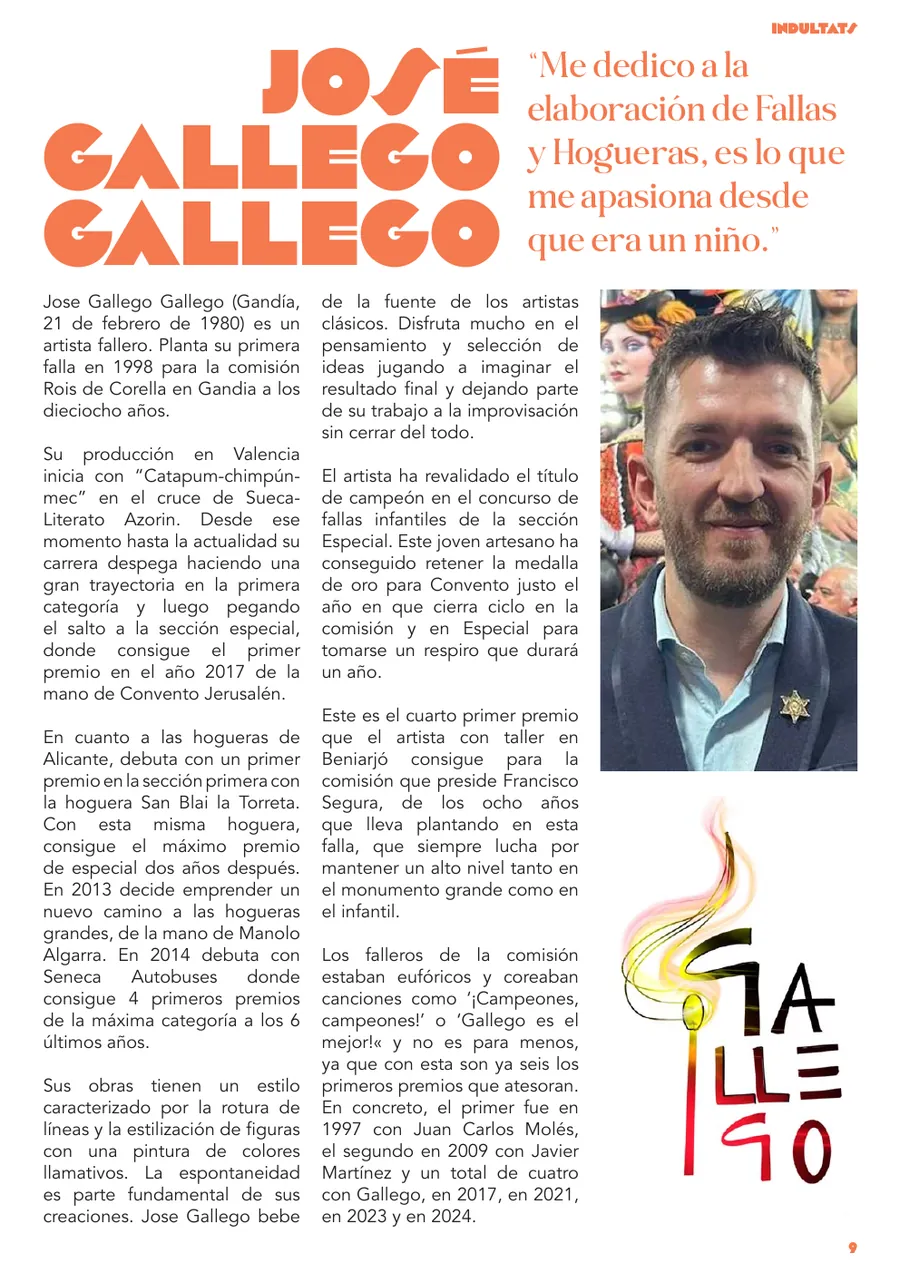 INDULTATS
JOSÉ
GALLEGO
GALLEGO
“Me dedico a la
elaboración de Fallas
y Hogueras, es lo que
me apasiona desde
que era un niño.”
Jose Gallego Gallego (Gandía,
21 de febrero de 1980) es un
artista fallero. Planta su primera
falla en 1998 para la comisión
Rois de Corella en Gandia a los
dieciocho años.
Su producción en Valencia
inicia con “Catapum-chimpún-
mec” en el cruce de Sueca-
Literato Azorin. Desde ese
momento hasta la actualidad su
carrera despega haciendo una
gran trayectoria en la primera
categoría y luego pegando
el salto a la sección especial,
donde consigue el primer
premio en el año 2017 de la
mano de Convento Jerusalén.
En cuanto a las hogueras de
Alicante, debuta con un primer
premio en la sección primera con
la hoguera San Blai la Torreta.
Con esta misma hoguera,
consigue el máximo premio
de especial dos años después.
En 2013 decide emprender un
nuevo camino a las hogueras
grandes, de la mano de Manolo
Algarra. En 2014 debuta con
Seneca Autobuses donde
consigue 4 primeros premios
de la máxima categoría a los 6
últimos años.
Sus obras tienen un estilo
caracterizado por la rotura de
líneas y la estilización de figuras
con una pintura de colores
llamativos. La espontaneidad
es parte fundamental de sus
creaciones. Jose Gallego bebe
de la fuente de los artistas
clásicos. Disfruta mucho en el
pensamiento y selección de
ideas jugando a imaginar el
resultado final y dejando parte
de su trabajo a la improvisación
sin cerrar del todo.
El artista ha revalidado el título
de campeón en el concurso de
fallas infantiles de la sección
Especial. Este joven artesano ha
conseguido retener la medalla
de oro para Convento justo el
año en que cierra ciclo en la
comisión y en Especial para
tomarse un respiro que durará
un año.
Este es el cuarto primer premio
que el artista con taller en
Beniarjó consigue para la
comisión que preside Francisco
Segura, de los ocho años
que lleva plantando en esta
falla, que siempre lucha por
mantener un alto nivel tanto en
el monumento grande como en
el infantil.
Los falleros de la comisión
estaban eufóricos y coreaban
canciones como ‘¡Campeones,
campeones!’ o ‘Gallego es el
mejor!« y no es para menos,
ya que con esta son ya seis los
primeros premios que atesoran.
En concreto, el primer fue en
1997 con Juan Carlos Molés,
el segundo en 2009 con Javier
Martínez y un total de cuatro
con Gallego, en 2017, en 2021,
en 2023 y en 2024.
GA
LLE
GO
9